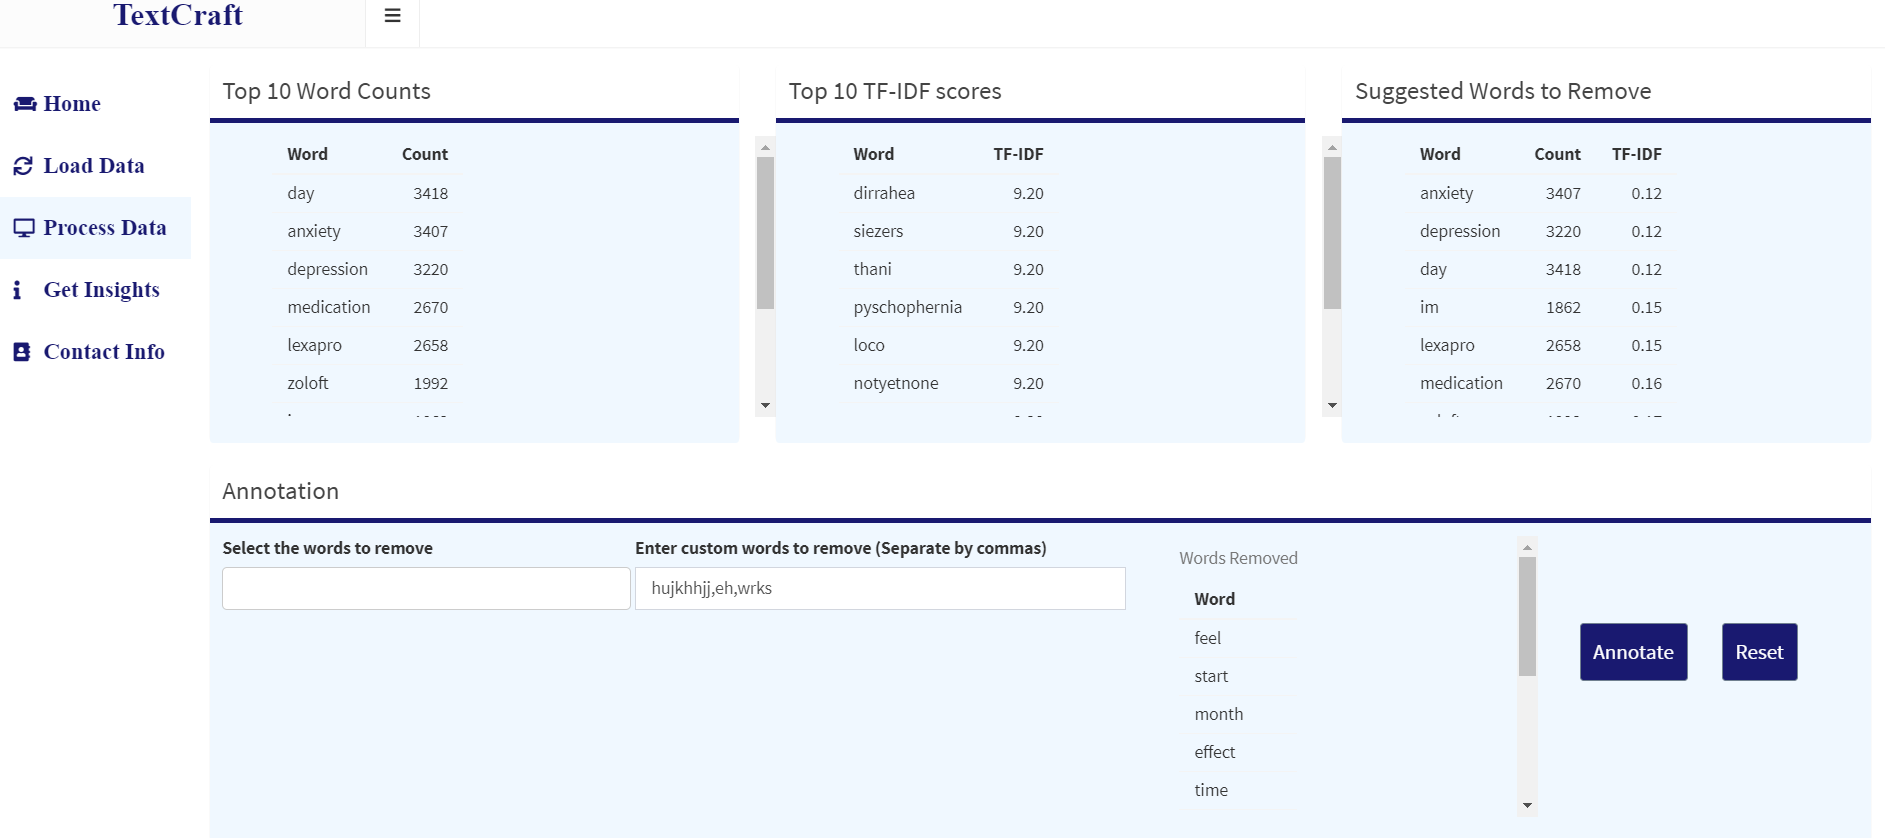 TextCraft
Home
Load Data
Process Data
Get Insights
Contact Info
Top 10 Word Counts
Word Count
day 3418
anxiety 3407
depression 3220
medication 2670
lexapro 2658
zoloft 1992
Top 10 TF-IDF scores
Word TF-IDF
dirrahea 9.20
siezers 9.20
thani 9.20
pyschophernia 9.20
loco 9.20
notyetnone 9.20
Suggested Words to Remove
Word Count TF-IDF
anxiety 3407 0.12
depression 3220 0.12
day 3418 0.12
im 1862 0.15
lexapro 2658 0.15
medication 2670 0.16
Annotation
Select the words to remove
Enter custom words to remove (Separate by commas)
hujkhhjj,eh,wrks
Words Removed
Word
feel
start
month
effect
time
Annotate
Reset